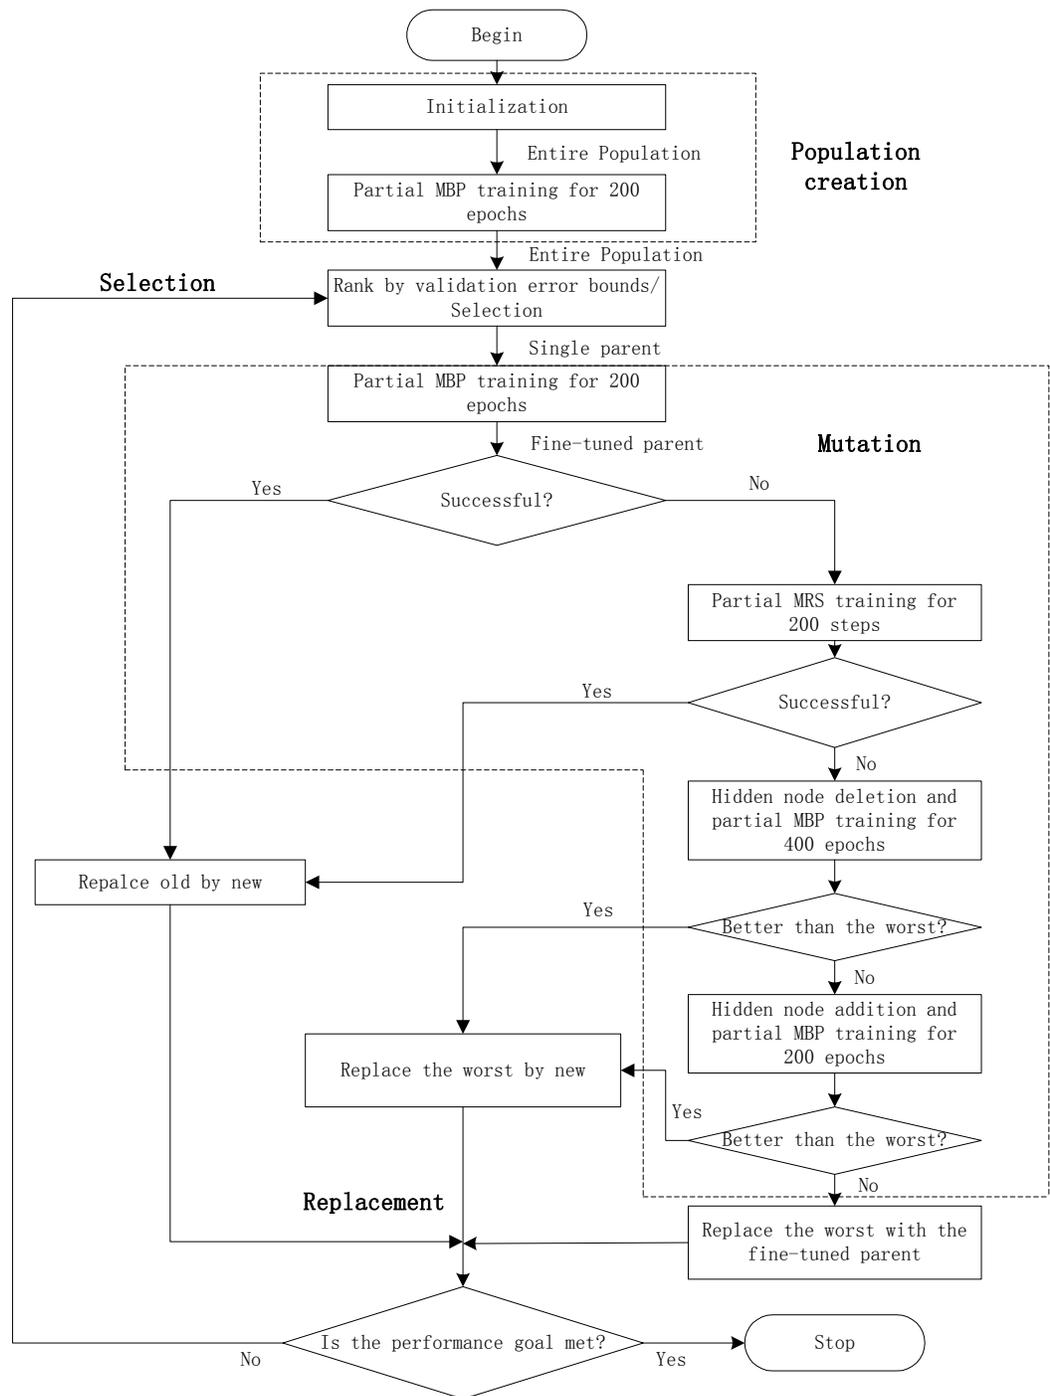 Begin
Initialization
Entire Population
Population
creation
Partial MBP training for 200
epochs
Entire Population
Selection
Rank by validation error bounds/
Selection
Single parent
Partial MBP training for 200
epochs
Fine-tuned parent
Mutation
Yes
Successful?
No
Partial MRS training for
200 steps
Yes
Successful?
No
Hidden node deletion and
partial MBP training for
400 epochs
Repalce old by new
Yes
Better than the worst?
No
Hidden node addition and
partial MBP training for
200 epochs
Replace the worst by new
Yes
Better than the worst?
No
Replacement
Replace the worst with the
fine-tuned parent
Is the performance goal met?
Stop
No
Yes